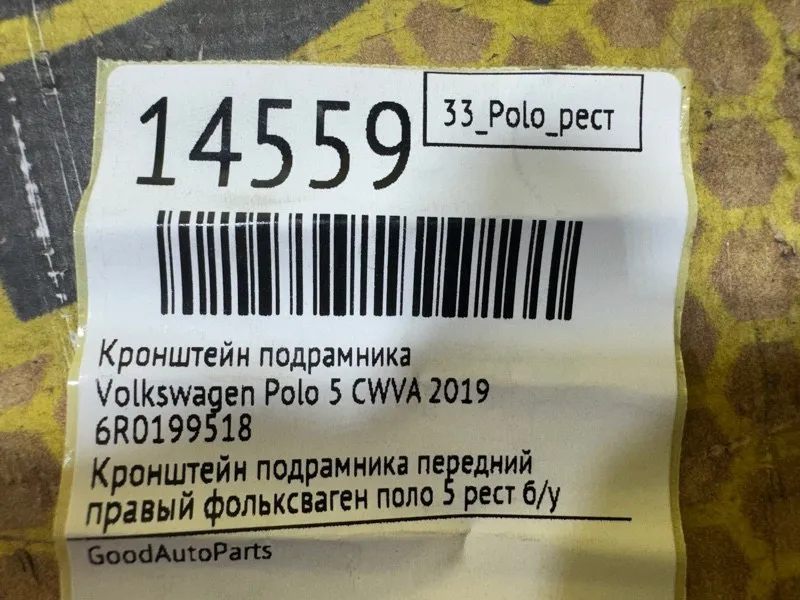 14559
33_Polo_рест
Кронштейн подрамника
Volkswagen Polo 5 CWVA 2019
6R0199518
Кронштейн подрамника передний
правый фольксваген поло 5 рест б/у
GoodAutoParts